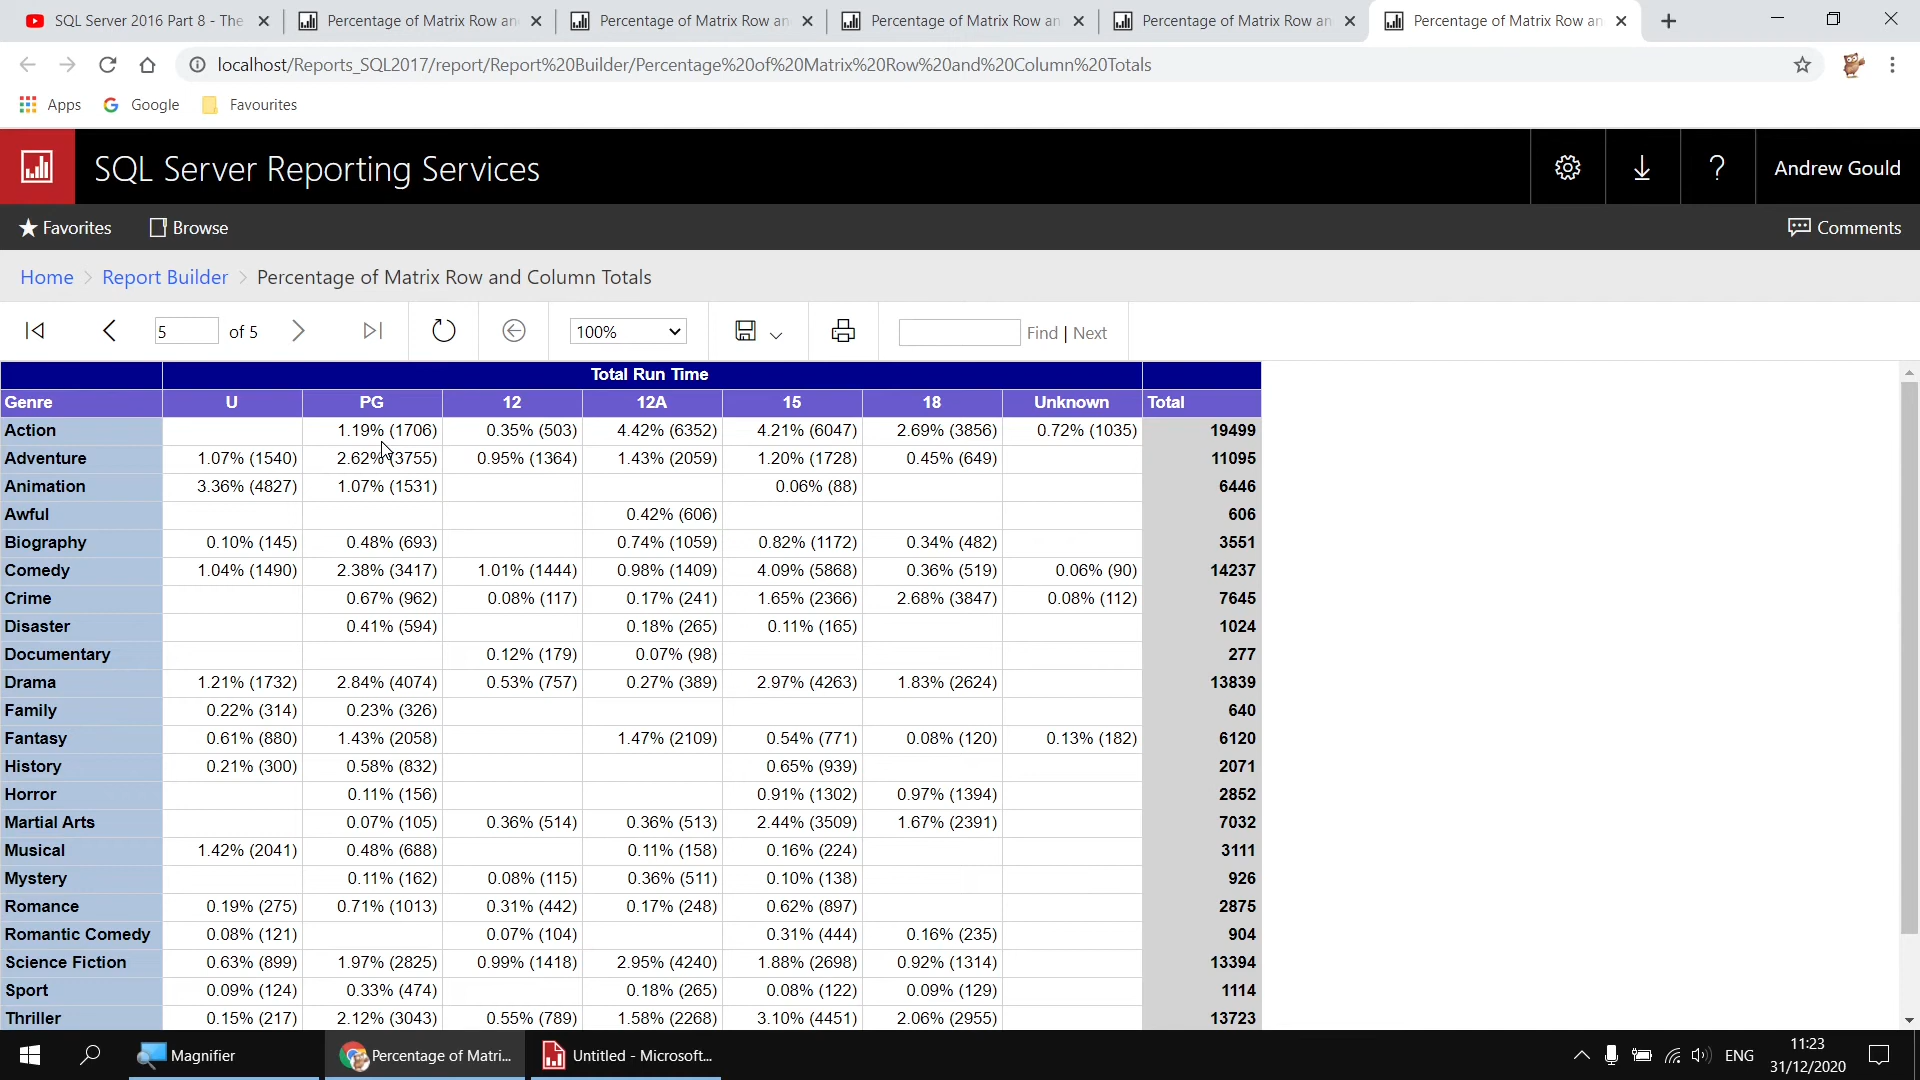 SQL Server 2016 Part 8 - The
Percentage of Matrix Row an
Percentage of Matrix Row an
Percentage of Matrix Row an
Percentage of Matrix Row an
Percentage of Matrix Row an
localhost/Reports_SQL2017/report/Report%20Builder/Percentage%20of%20Matrix%20Row%20and%20Column%20Totals
Apps Google Favourites
SQL Server Reporting Services
? Andrew Gould
Favorites Browse Comments
Home > Report Builder > Percentage of Matrix Row and Column Totals
5 of 5 100% Find | Next
Total Run Time
Genre U PG 12 12A 15 18 Unknown Total
Action 1.19% (1706) 0.35% (503) 4.42% (6352) 4.21% (6047) 2.69% (3856) 0.72% (1035) 19499
Adventure 1.07% (1540) 2.62% (3755) 0.95% (1364) 1.43% (2059) 1.20% (1728) 0.45% (649) 11095
Animation 3.36% (4827) 1.07% (1531) 0.06% (88) 6446
Awful 0.42% (606) 606
Biography 0.10% (145) 0.48% (693) 0.74% (1059) 0.82% (1172) 0.34% (482) 3551
Comedy 1.04% (1490) 2.38% (3417) 1.01% (1444) 0.98% (1409) 4.09% (5868) 0.36% (519) 0.06% (90) 14237
Crime 0.67% (962) 0.08% (117) 0.17% (241) 1.65% (2366) 2.68% (3847) 0.08% (112) 7645
Disaster 0.41% (594) 0.18% (265) 0.11% (165) 1024
Documentary 0.12% (179) 0.07% (98) 277
Drama 1.21% (1732) 2.84% (4074) 0.53% (757) 0.27% (389) 2.97% (4263) 1.83% (2624) 13839
Family 0.22% (314) 0.23% (326) 640
Fantasy 0.61% (880) 1.43% (2058) 1.47% (2109) 0.54% (771) 0.08% (120) 0.13% (182) 6120
History 0.21% (300) 0.58% (832) 0.65% (939) 2071
Horror 0.11% (156) 0.91% (1302) 0.97% (1394) 2852
Martial Arts 0.07% (105) 0.36% (514) 0.36% (513) 2.44% (3509) 1.67% (2391) 7032
Musical 1.42% (2041) 0.48% (688) 0.11% (158) 0.16% (224) 3111
Mystery 0.11% (162) 0.08% (115) 0.36% (511) 0.10% (138) 926
Romance 0.19% (275) 0.71% (1013) 0.31% (442) 0.17% (248) 0.62% (897) 2875
Romantic Comedy 0.08% (121) 0.07% (104) 0.31% (444) 0.16% (235) 904
Science Fiction 0.63% (899) 1.97% (2825) 0.99% (1418) 2.95% (4240) 1.88% (2698) 0.92% (1314) 13394
Sport 0.09% (124) 0.33% (474) 0.18% (265) 0.08% (122) 0.09% (129) 1114
Thriller 0.15% (217) 2.12% (3043) 0.55% (789) 1.58% (2268) 3.10% (4451) 2.06% (2955) 13723
Magnifier Percentage of Matri... Untitled - Microsoft... ENG 11:23
31/12/2020